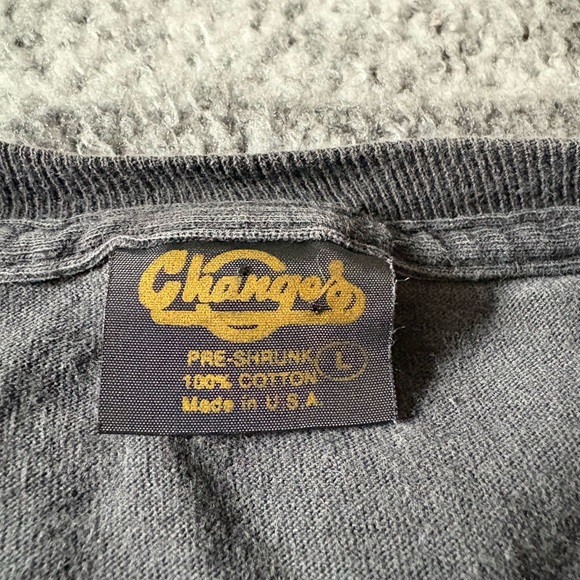 Changes
PRE-SHRUNK
L
100% COTTON
Made in U.S.A